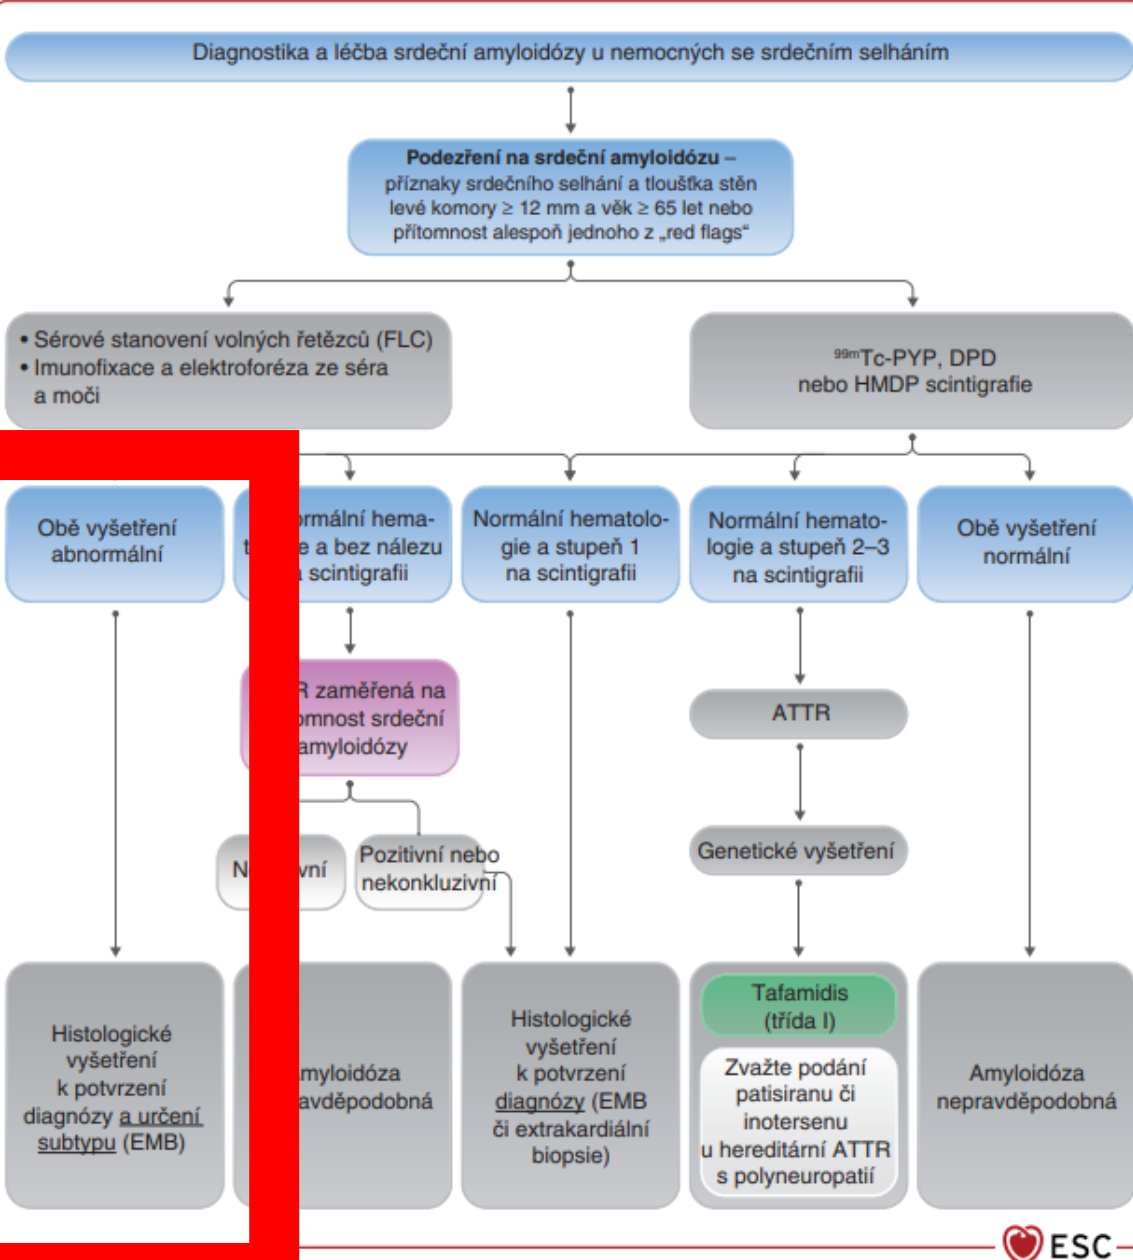 Diagnostika a léčba srdeční amyloidózy u nemocných se srdečním selháním
Podezření na srdeční amyloidózu –
příznaky srdečního selhání a tloušťka stěn
levé komory ≥ 12 mm a věk ≥ 65 let nebo
přítomnost alespoň jednoho z „red flags“
• Sérové stanovení volných řetězců (FLC)
• Imunofixace a elektroforéza ze séra
a moči
99mTc-PYP, DPD
nebo HMDP scintigrafie
Obě vyšetření
abnormální
hema-
a bez nálezu
scintigrafii
Normální hematolo-
gie a stupeň 1
na scintigrafii
Normální hemato-
logie a stupeň 2–3
na scintigrafii
Obě vyšetření
normální
zaměřená na
srdeční
amyloidózy
Pozitivní nebo
nekonkluzivní
ATTR
Genetické vyšetření
Histologické
vyšetření
k potvrzení
diagnózy a určení
subtypu (EMB)
Histologické
vyšetření
k potvrzení
diagnózy (EMB
či extrakardiální
biopsie)
Tafamidis
(třída I)
Zvažte podání
patisiranu či
inotersenu
u hereditární ATTR
s polyneuropatií
Amyloidóza
nepravděpodobná
ESC